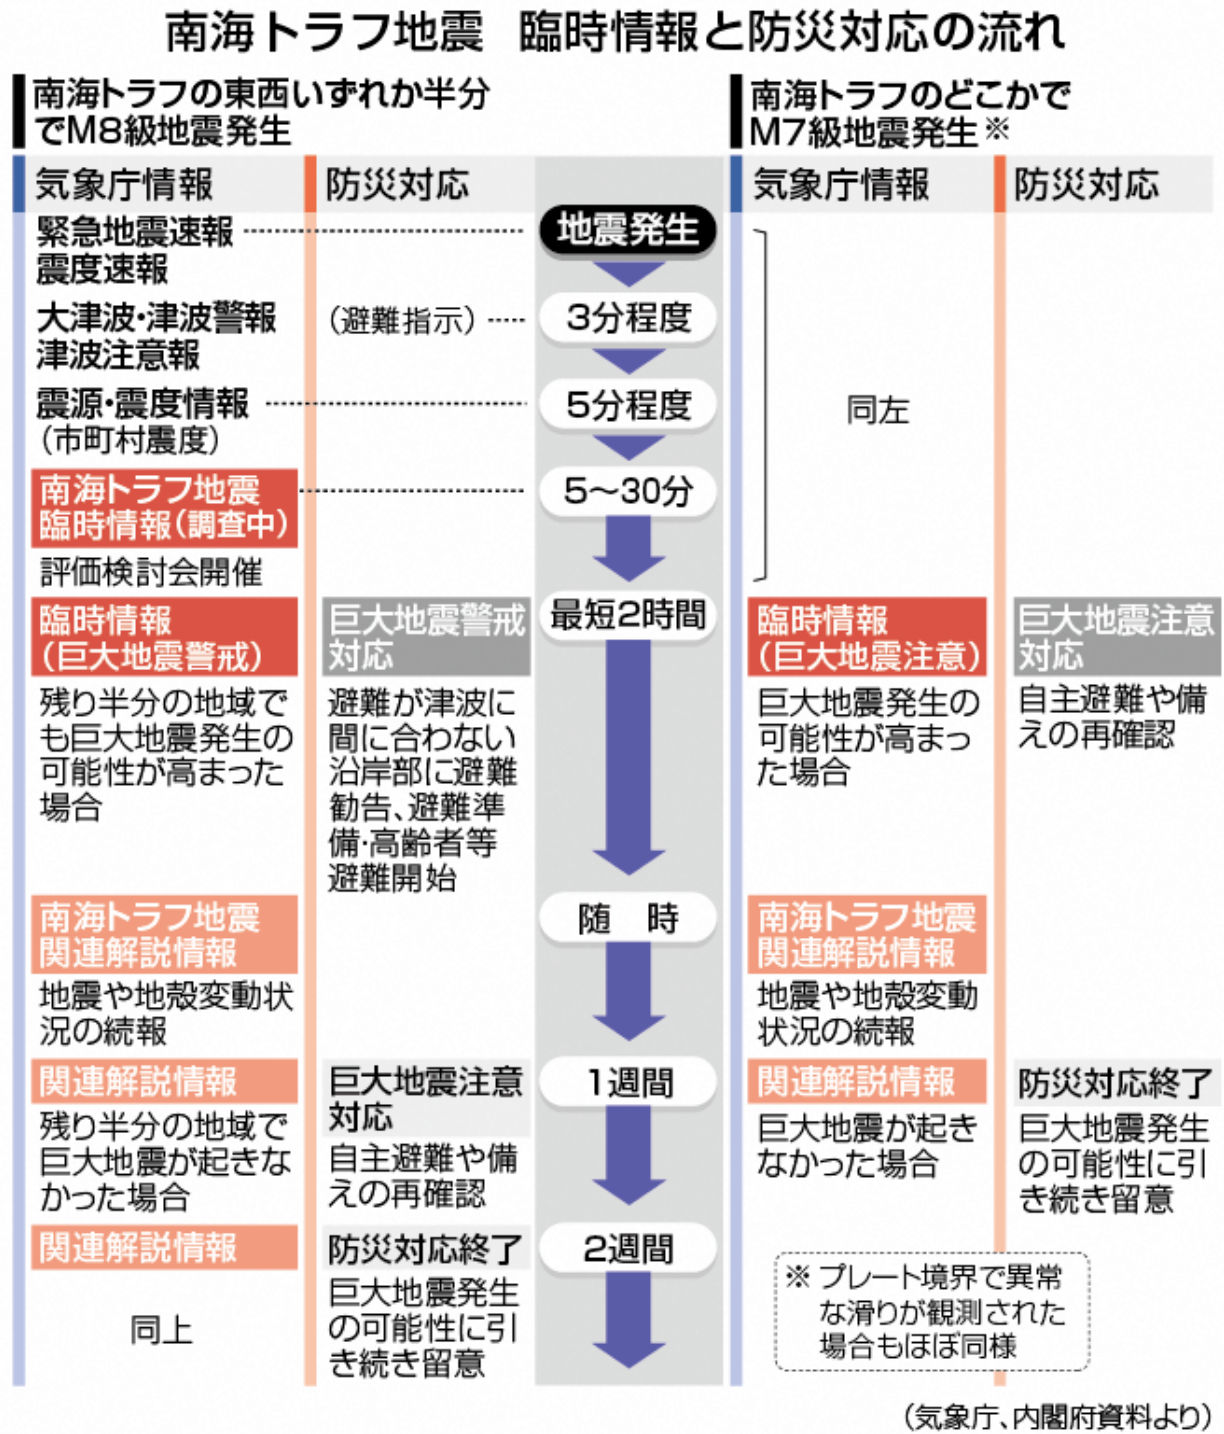 南海トラフ地震 臨時情報と防災対応の流れ
南海トラフの東西いずれか半分
でM8級地震発生
気象庁情報
防災対応
緊急地震速報
震度速報
地震発生
大津波・津波警報
津波注意報
(避難指示)
3分程度
震源・震度情報
(市町村震度)
5分程度
南海トラフ地震
臨時情報(調査中)
5〜30分
評価検討会開催
臨時情報
(巨大地震警戒)
残り半分の地域で
も巨大地震発生の
可能性が高まった
場合
巨大地震警戒
対応
避難が津波に
間に合わない
沿岸部に避難
勧告、避難準
備・高齢者等
避難開始
最短2時間
南海トラフ地震
関連解説情報
地震や地殻変動状
況の続報
随 時
関連解説情報
残り半分の地域で
巨大地震が起きな
かった場合
巨大地震注意
対応
自主避難や備
えの再確認
1週間
関連解説情報
同上
防災対応終了
巨大地震発生
の可能性に引
き続き留意
2週間
南海トラフのどこかで
M7級地震発生※
気象庁情報
防災対応
同左
臨時情報
(巨大地震注意)
巨大地震発生の
可能性が高まっ
た場合
巨大地震注意
対応
自主避難や備
えの再確認
南海トラフ地震
関連解説情報
地震や地殻変動
状況の続報
関連解説情報
巨大地震が起き
なかった場合
防災対応終了
巨大地震発生
の可能性に引
き続き留意
※ プレート境界で異常
な滑りが観測された
場合もほぼ同様
(気象庁、内閣府資料より)